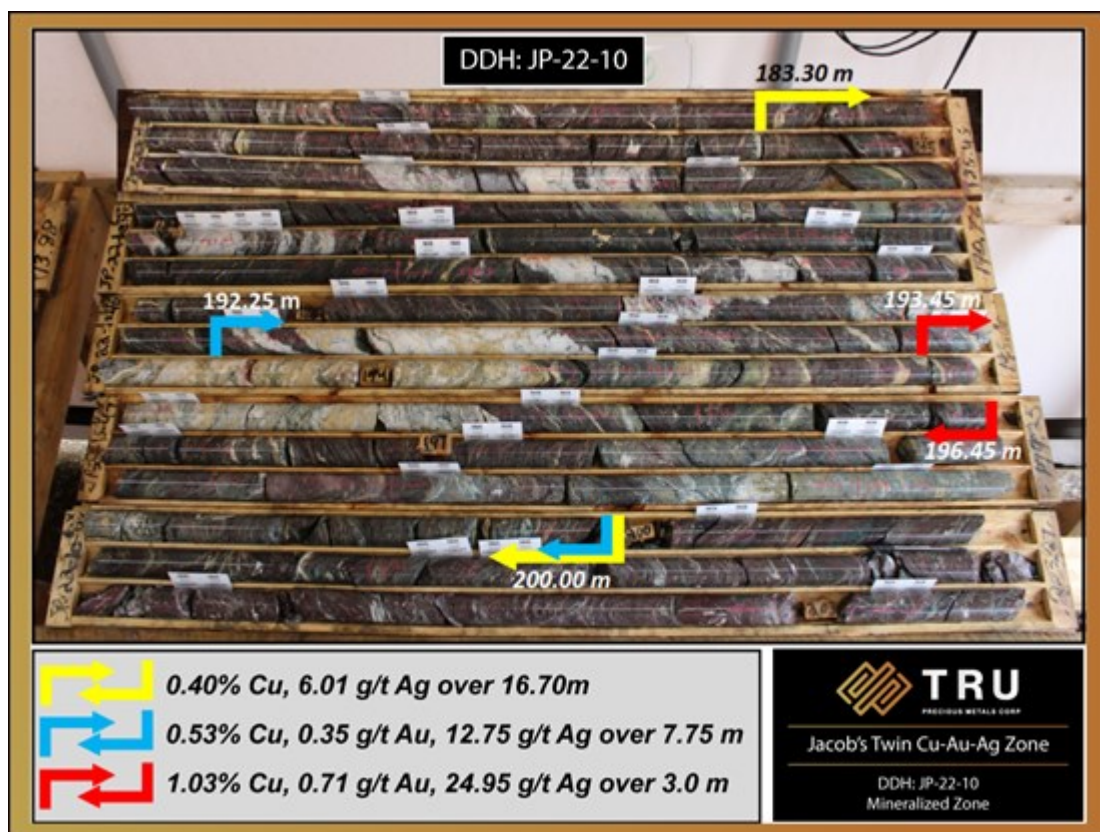 DDH: JP-22-10
183.30 m
192.25 m
193.45 m
196.45 m
200.00 m
0.40% Cu, 6.01 g/t Ag over 16.70m
0.53% Cu, 0.35 g/t Au, 12.75 g/t Ag over 7.75 m
1.03% Cu, 0.71 g/t Au, 24.95 g/t Ag over 3.0 m
TRU
PRECIOUS METALS CORP
Jacob's Twin Cu-Au-Ag Zone
DDH: JP-22-10
Mineralized Zone
197